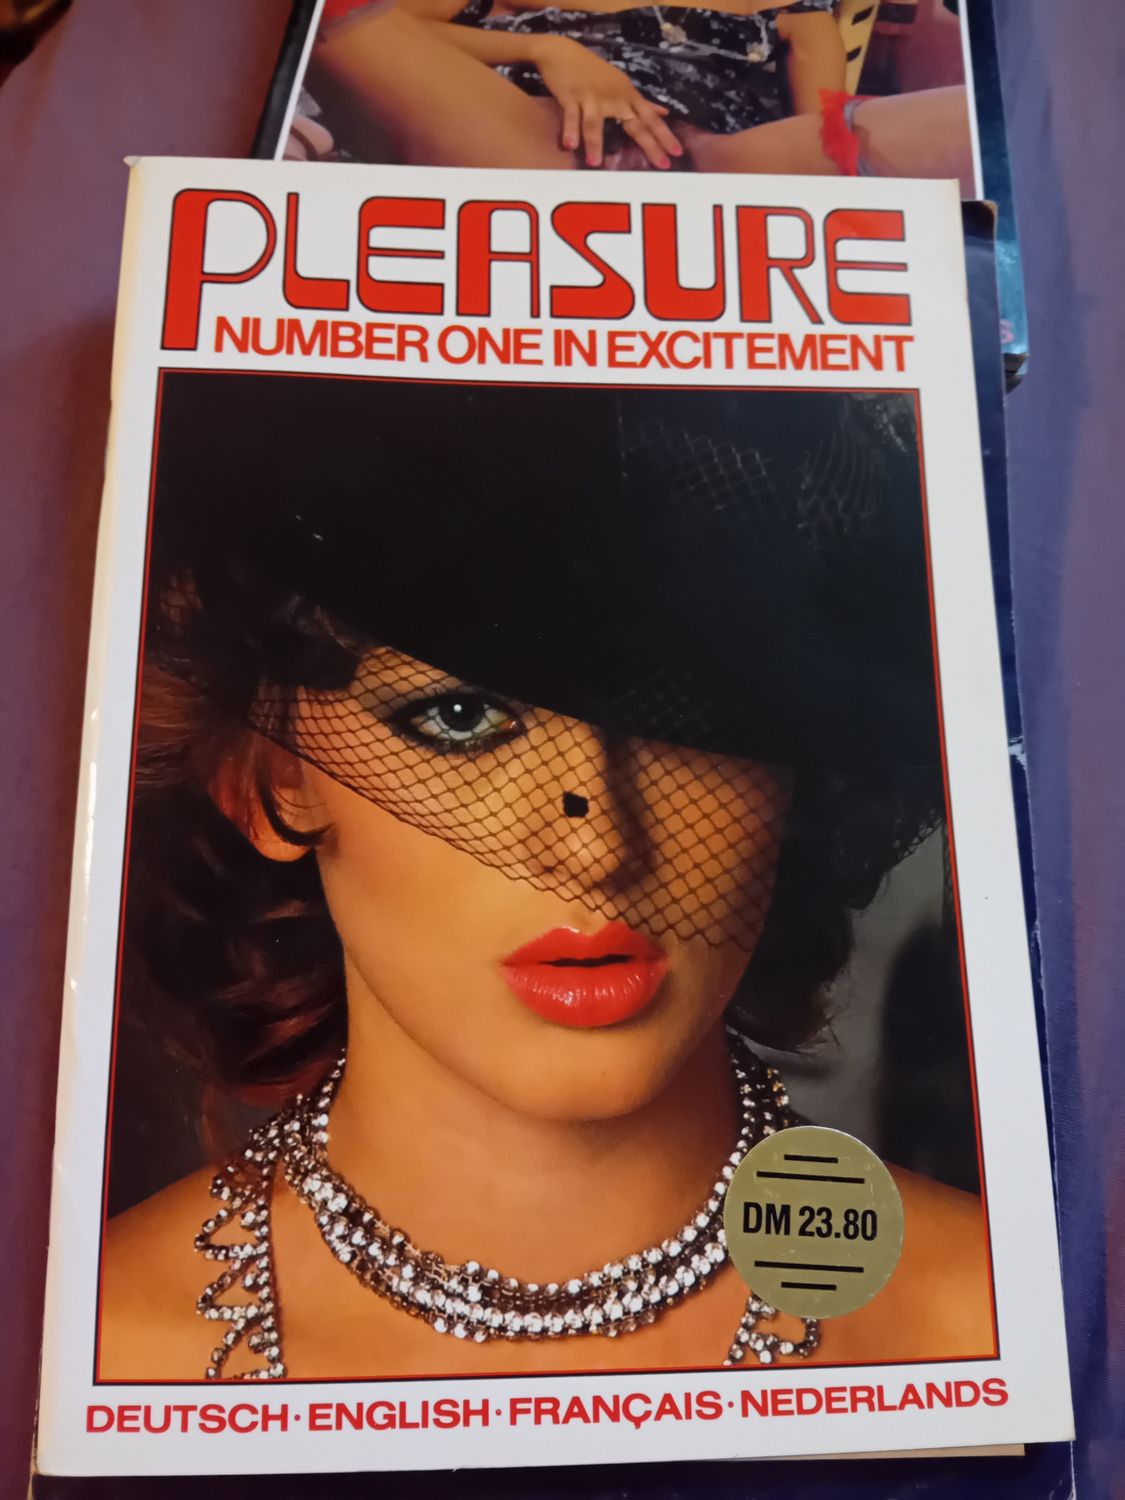 PLEASURE
NUMBER ONE IN EXCITEMENT
DM 23.80
DEUTSCH·ENGLISH·FRANÇAIS·NEDERLANDS